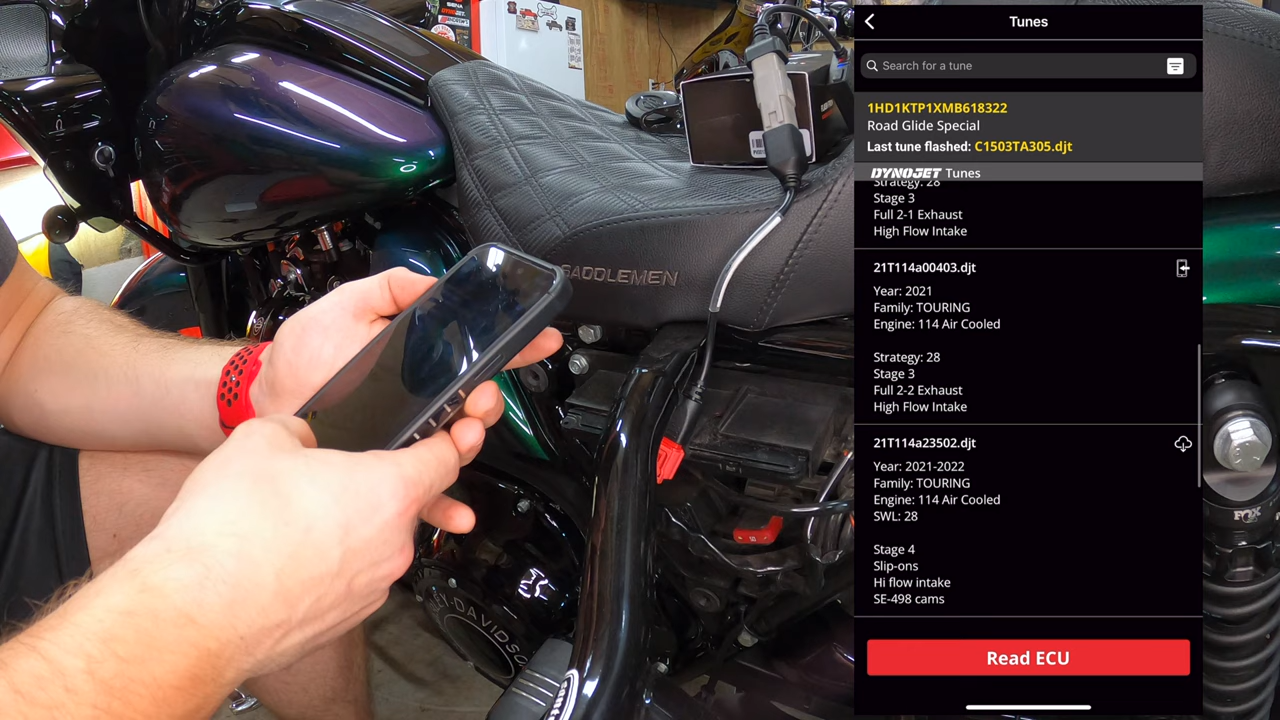 Tunes
Search for a tune
1HD1KTP1XMB618322
Road Glide Special
Last tune flashed: C1503TA305.djt
DYNOJET Tunes
Strategy: 28
Stage 3
Full 2-1 Exhaust
High Flow Intake
21T114a00403.djt
Year: 2021
Family: TOURING
Engine: 114 Air Cooled
Strategy: 28
Stage 3
Full 2-2 Exhaust
High Flow Intake
21T114a23502.djt
Year: 2021-2022
Family: TOURING
Engine: 114 Air Cooled
SWL: 28
Stage 4
Slip-ons
Hi flow intake
SE-498 cams
Read ECU
SADDLEMEN
FOX